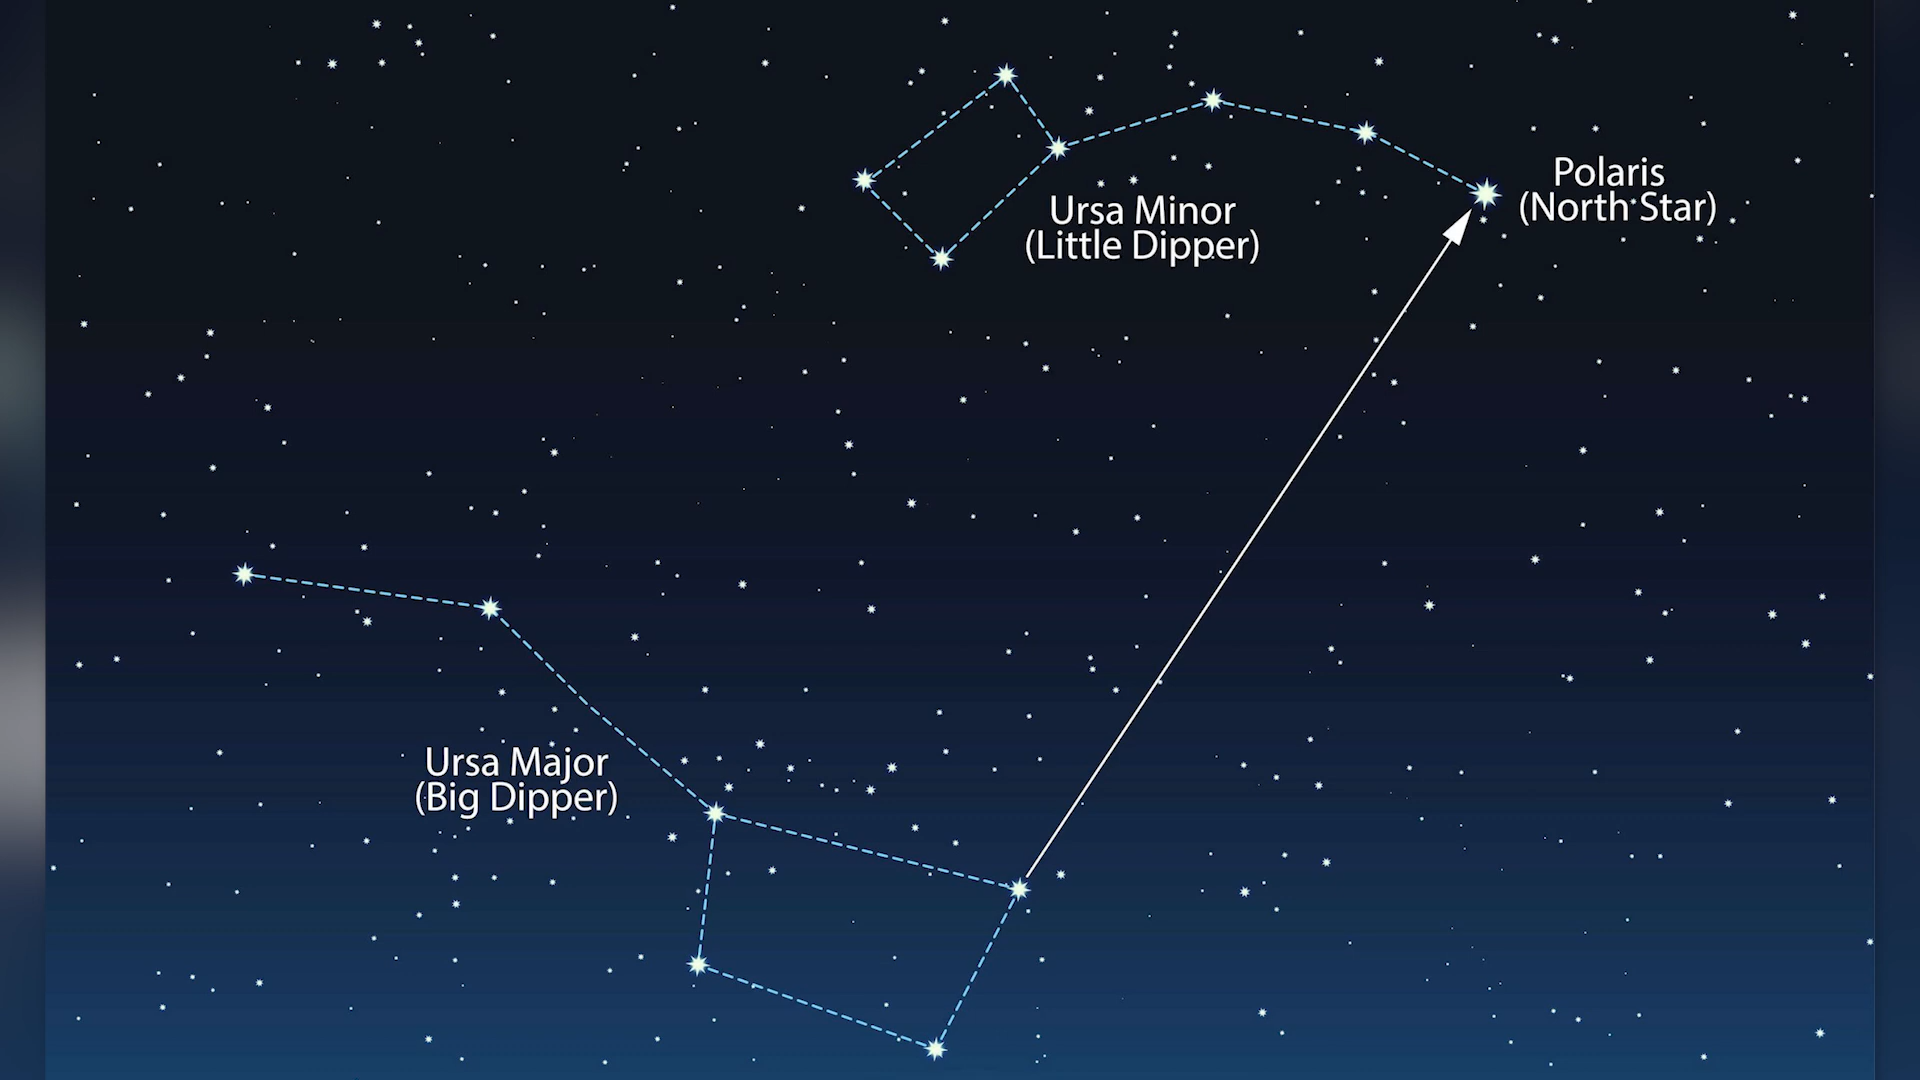 Polaris
(North Star)
Ursa Minor
(Little Dipper)
Ursa Major
(Big Dipper)